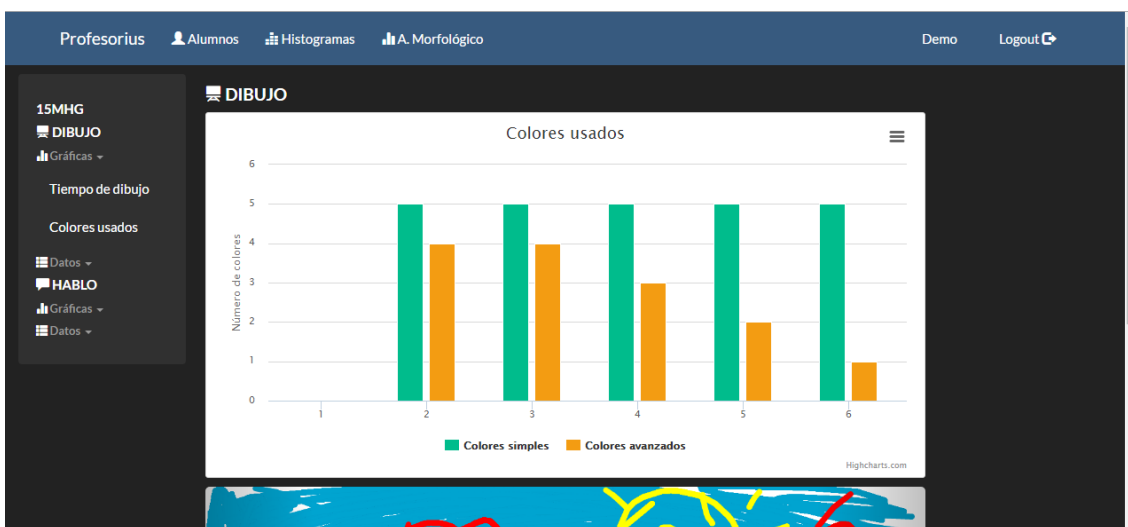 Profesorius Alumnos Histogramas A. Morfológico Demo Logout
15MHG
DIBUJO
Gráficas
Tiempo de dibujo
Colores usados
Datos
HABLO
Gráficas
Datos
DIBUJO
Colores usados
Número de colores
6
5
4
3
2
1
0
1 2 3 4 5 6
Colores simples Colores avanzados
Highcharts.com